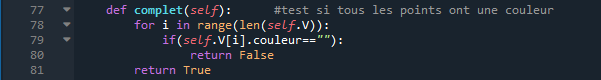 77 def complet(self): #test si tous les points ont une couleur
78 for i in range(len(self.V)):
79 if(self.V[i].couleur==""):
80 return False
81 return True